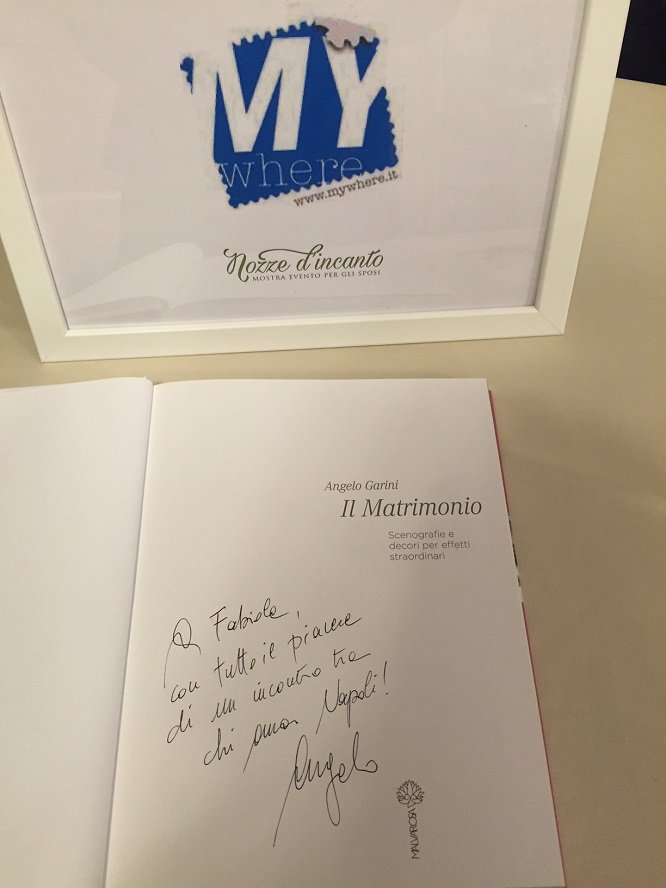 MY
where
www.mywhere.it
Nozze d'incanto
MOSTRA EVENTO PER GLI SPOSI
Angelo Garini
Il Matrimonio
Scenografie e
decori per effetti
straordinari
A Fabiola,
con tutto il piacere
di un incontro tra
chi ama Napoli!
Angelo
MALVAROSA